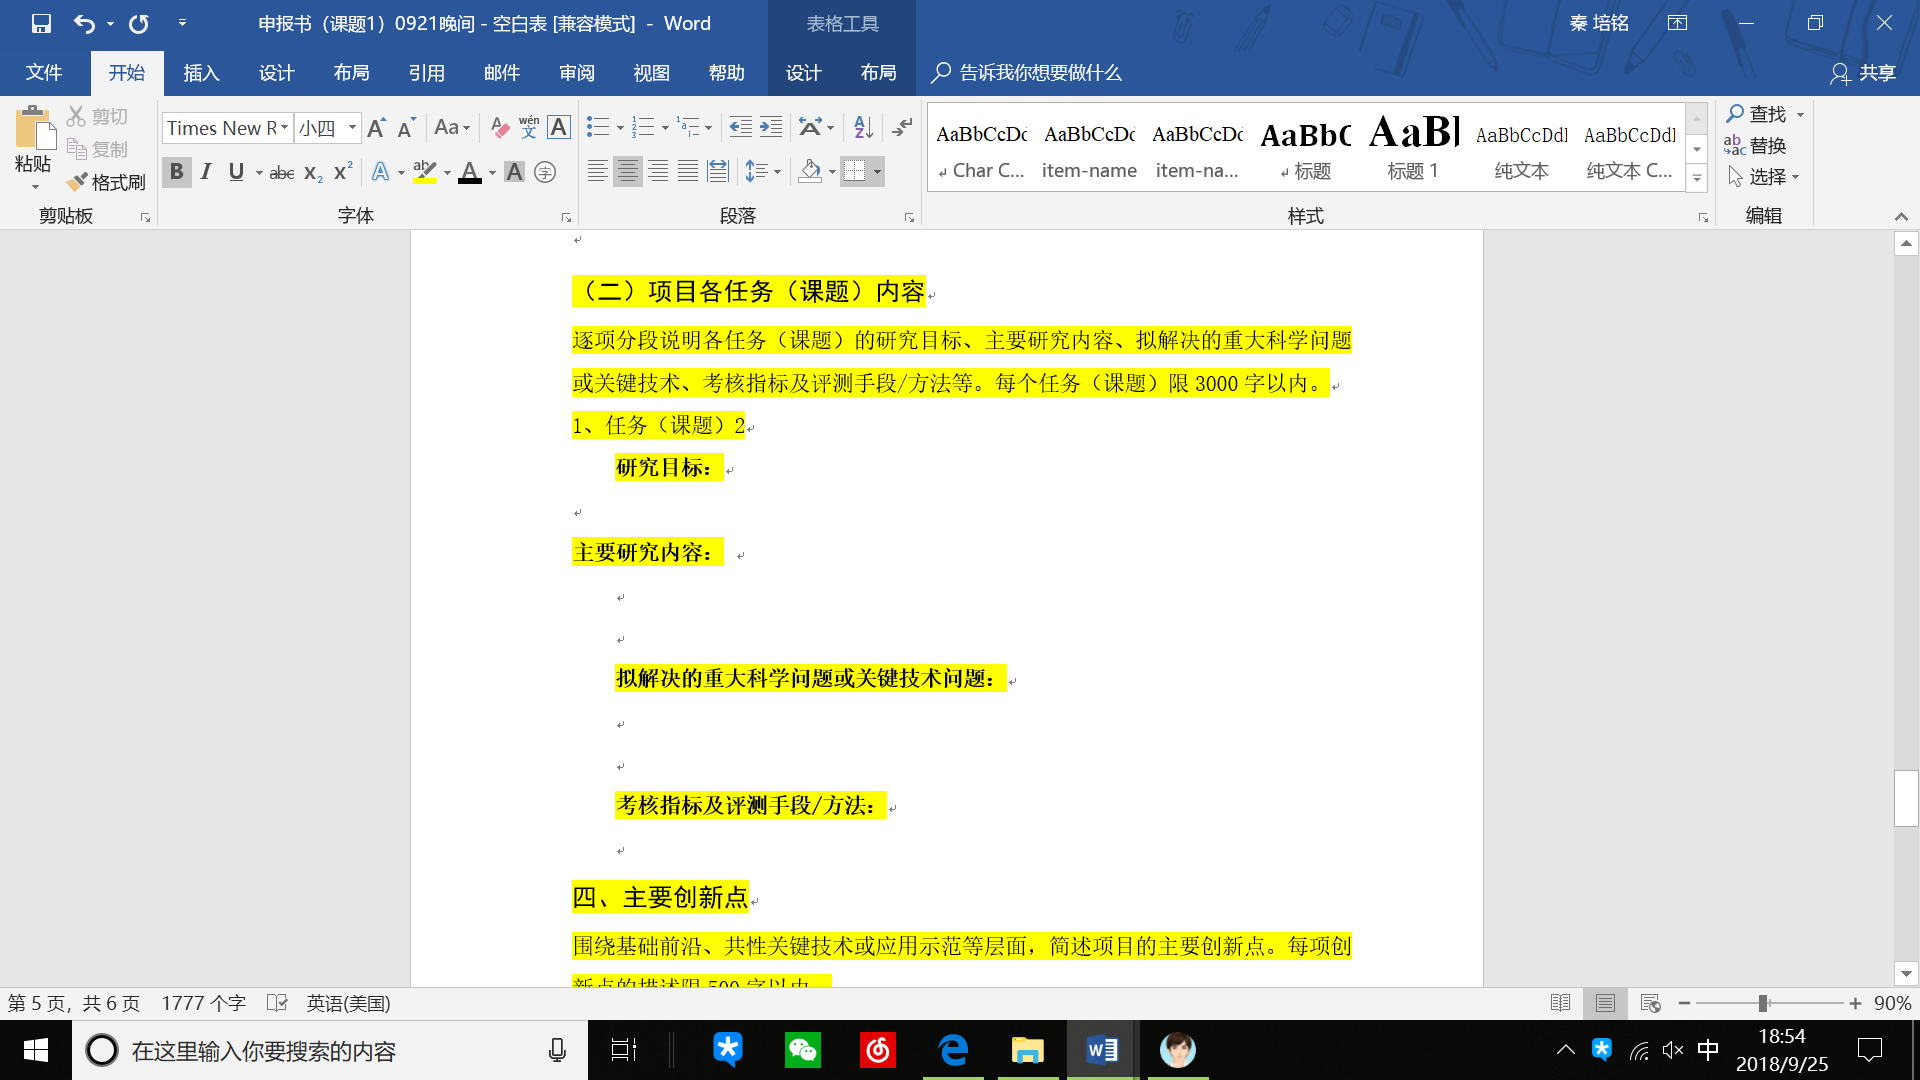 申报书（课题1）0921晚间 - 空白表 [兼容模式] - Word
表格工具
秦 培铭
文件 开始 插入 设计 布局 引用 邮件 审阅 视图 帮助 设计 布局 告诉我你想要做什么 共享
粘贴
剪切
复制
格式刷
剪贴板
Times New R 小四 Aa wén 文 A
B I U abc X₂ X² A ab A A 字
字体
段落
AaBbCcDc AaBbCcDc AaBbCcDc AaBbC AaBl AaBbCcDdl AaBbCcDdl
Char C... item-name item-na... 标题 标题 1 纯文本 纯文本 C...
样式
查找
替换
选择
编辑
（二）项目各任务（课题）内容
逐项分段说明各任务（课题）的研究目标、主要研究内容、拟解决的重大科学问题
或关键技术、考核指标及评测手段/方法等。每个任务（课题）限 3000 字以内。
1、任务（课题）2
研究目标：
主要研究内容：
拟解决的重大科学问题或关键技术问题：
考核指标及评测手段/方法：
四、主要创新点
围绕基础前沿、共性关键技术或应用示范等层面，简述项目的主要创新点。每项创
新点的描述限 500 字以内。
第 5 页，共 6 页 1777 个字 英语(美国) 90%
在这里输入你要搜索的内容
中
18:54
2018/9/25